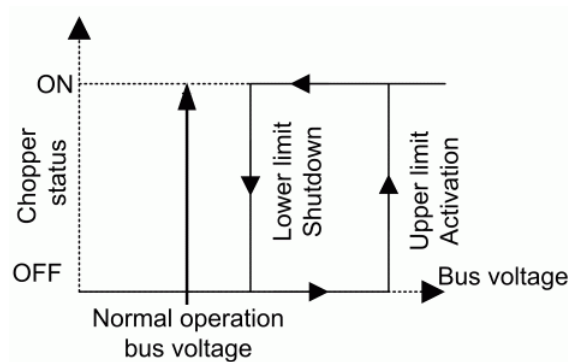 ON
Chopper
status
OFF
Lower limit
Shutdown
Upper limit
Activation
Bus voltage
Normal operation
bus voltage